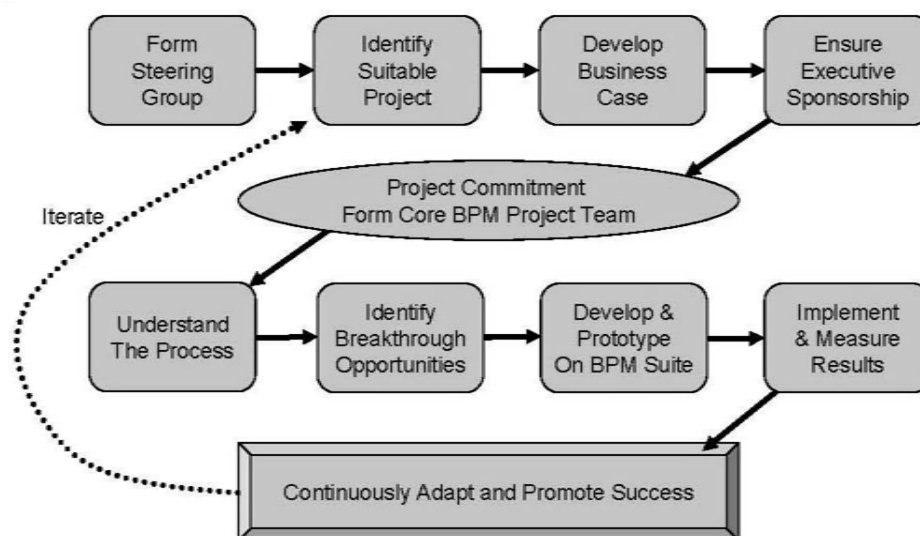 Form
Steering
Group
Identify
Suitable
Project
Develop
Business
Case
Ensure
Executive
Sponsorship
Project Commitment
Form Core BPM Project Team
Iterate
Understand
The Process
Identify
Breakthrough
Opportunities
Develop &
Prototype
On BPM Suite
Implement
& Measure
Results
Continuously Adapt and Promote Success